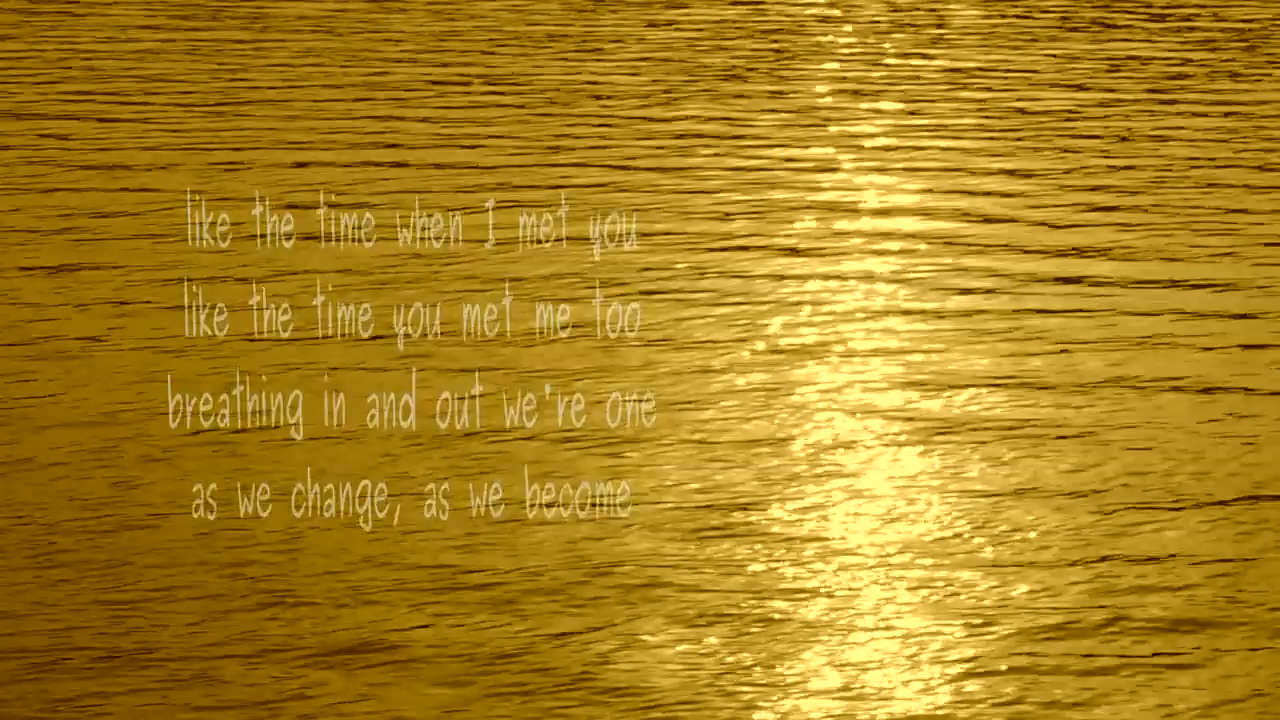 like the time when I met you
like the time you met me too
breathing in and out we're one
as we change, as we become